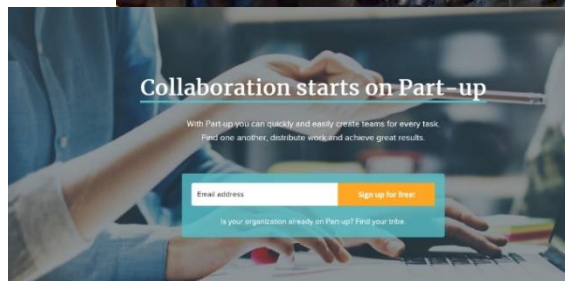 Collaboration starts on Part-up
With Part-up you can quickly and easily create teams for every task.
Find one another, distribute work and achieve great results.
Email address
Sign up for free!
Is your organization already on Part-up? Find your tribe.